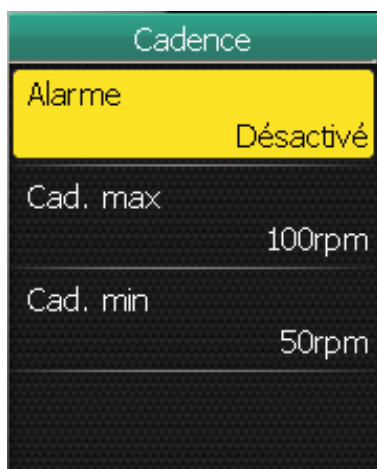 Cadence
Alarme
Désactivé
Cad. max
100rpm
Cad. min
50rpm